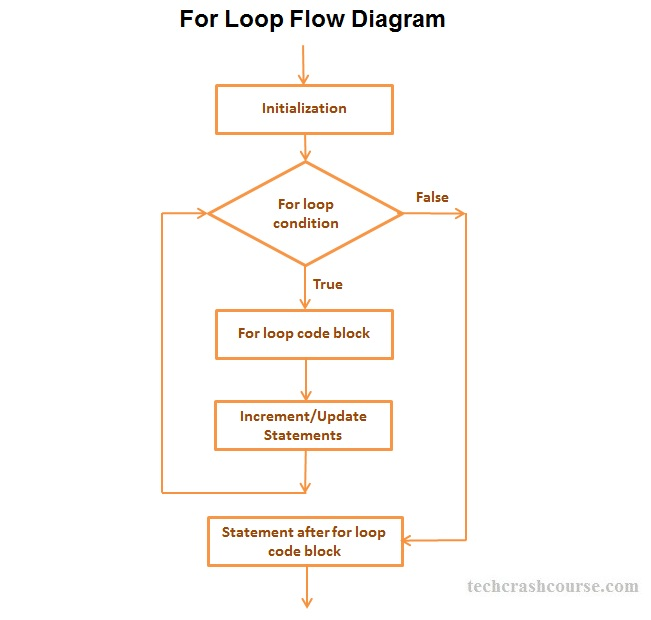 For Loop Flow Diagram
Initialization
For loop
condition
False
True
For loop code block
Increment/Update
Statements
Statement after for loop
code block
techcrashcourse.com